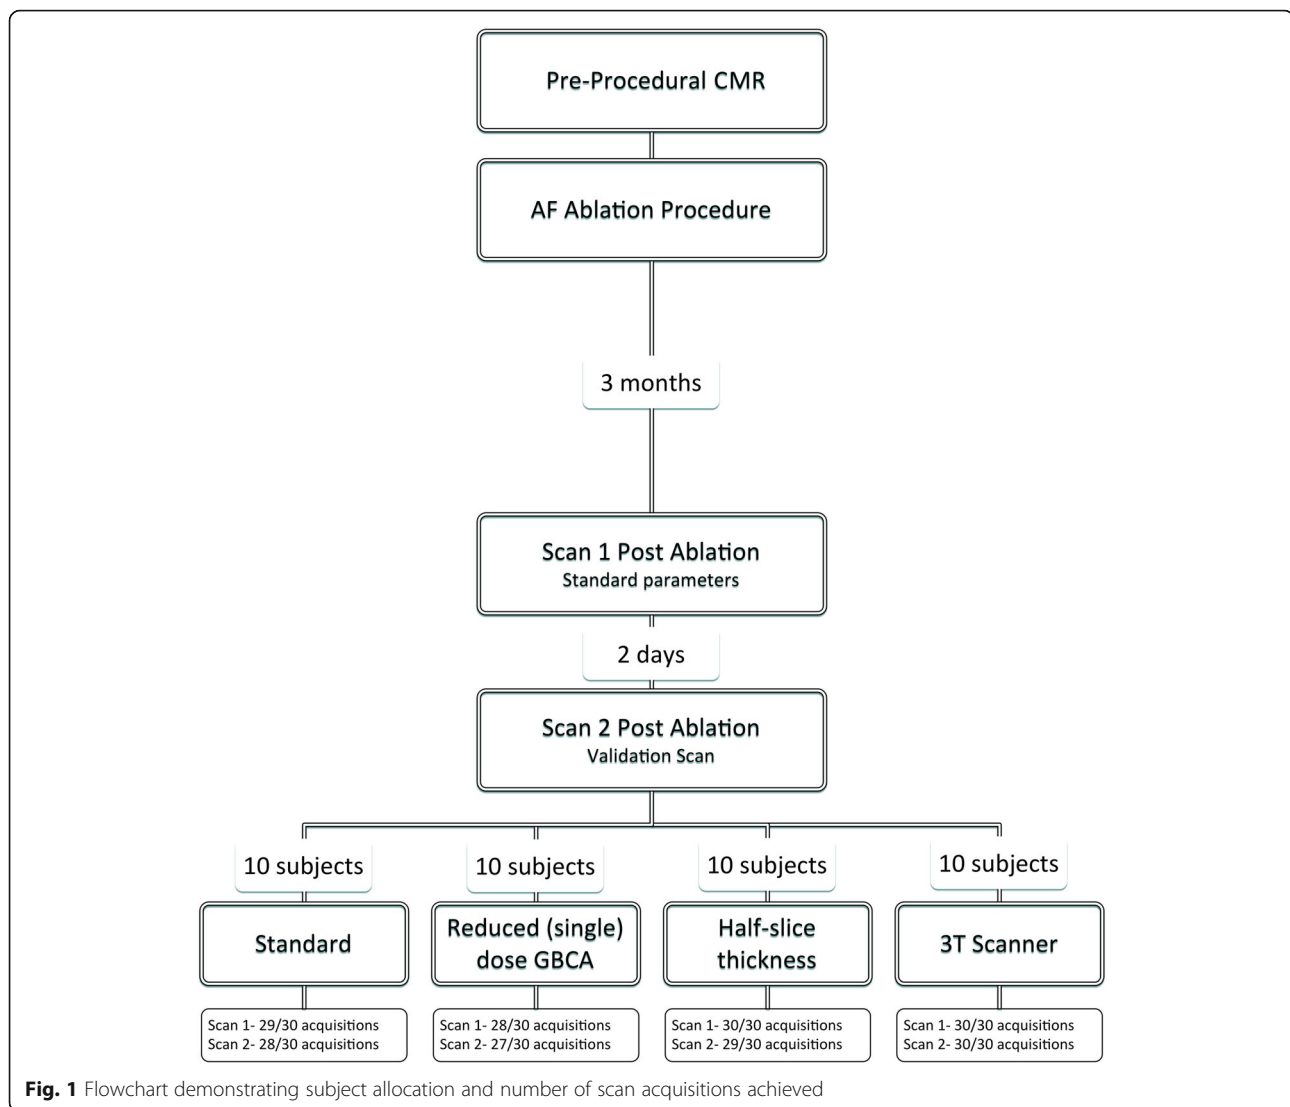 Pre-Procedural CMR
AF Ablation Procedure
3 months
Scan 1 Post Ablation
Standard parameters
2 days
Scan 2 Post Ablation
Validation Scan
10 subjects
10 subjects
10 subjects
10 subjects
Standard
Reduced (single)
dose GBCA
Half-slice
thickness
3T Scanner
Scan 1- 29/30 acquisitions
Scan 2- 28/30 acquisitions
Scan 1- 28/30 acquisitions
Scan 2- 27/30 acquisitions
Scan 1- 30/30 acquisitions
Scan 2- 29/30 acquisitions
Scan 1- 30/30 acquisitions
Scan 2- 30/30 acquisitions
Fig. 1 Flowchart demonstrating subject allocation and number of scan acquisitions achieved